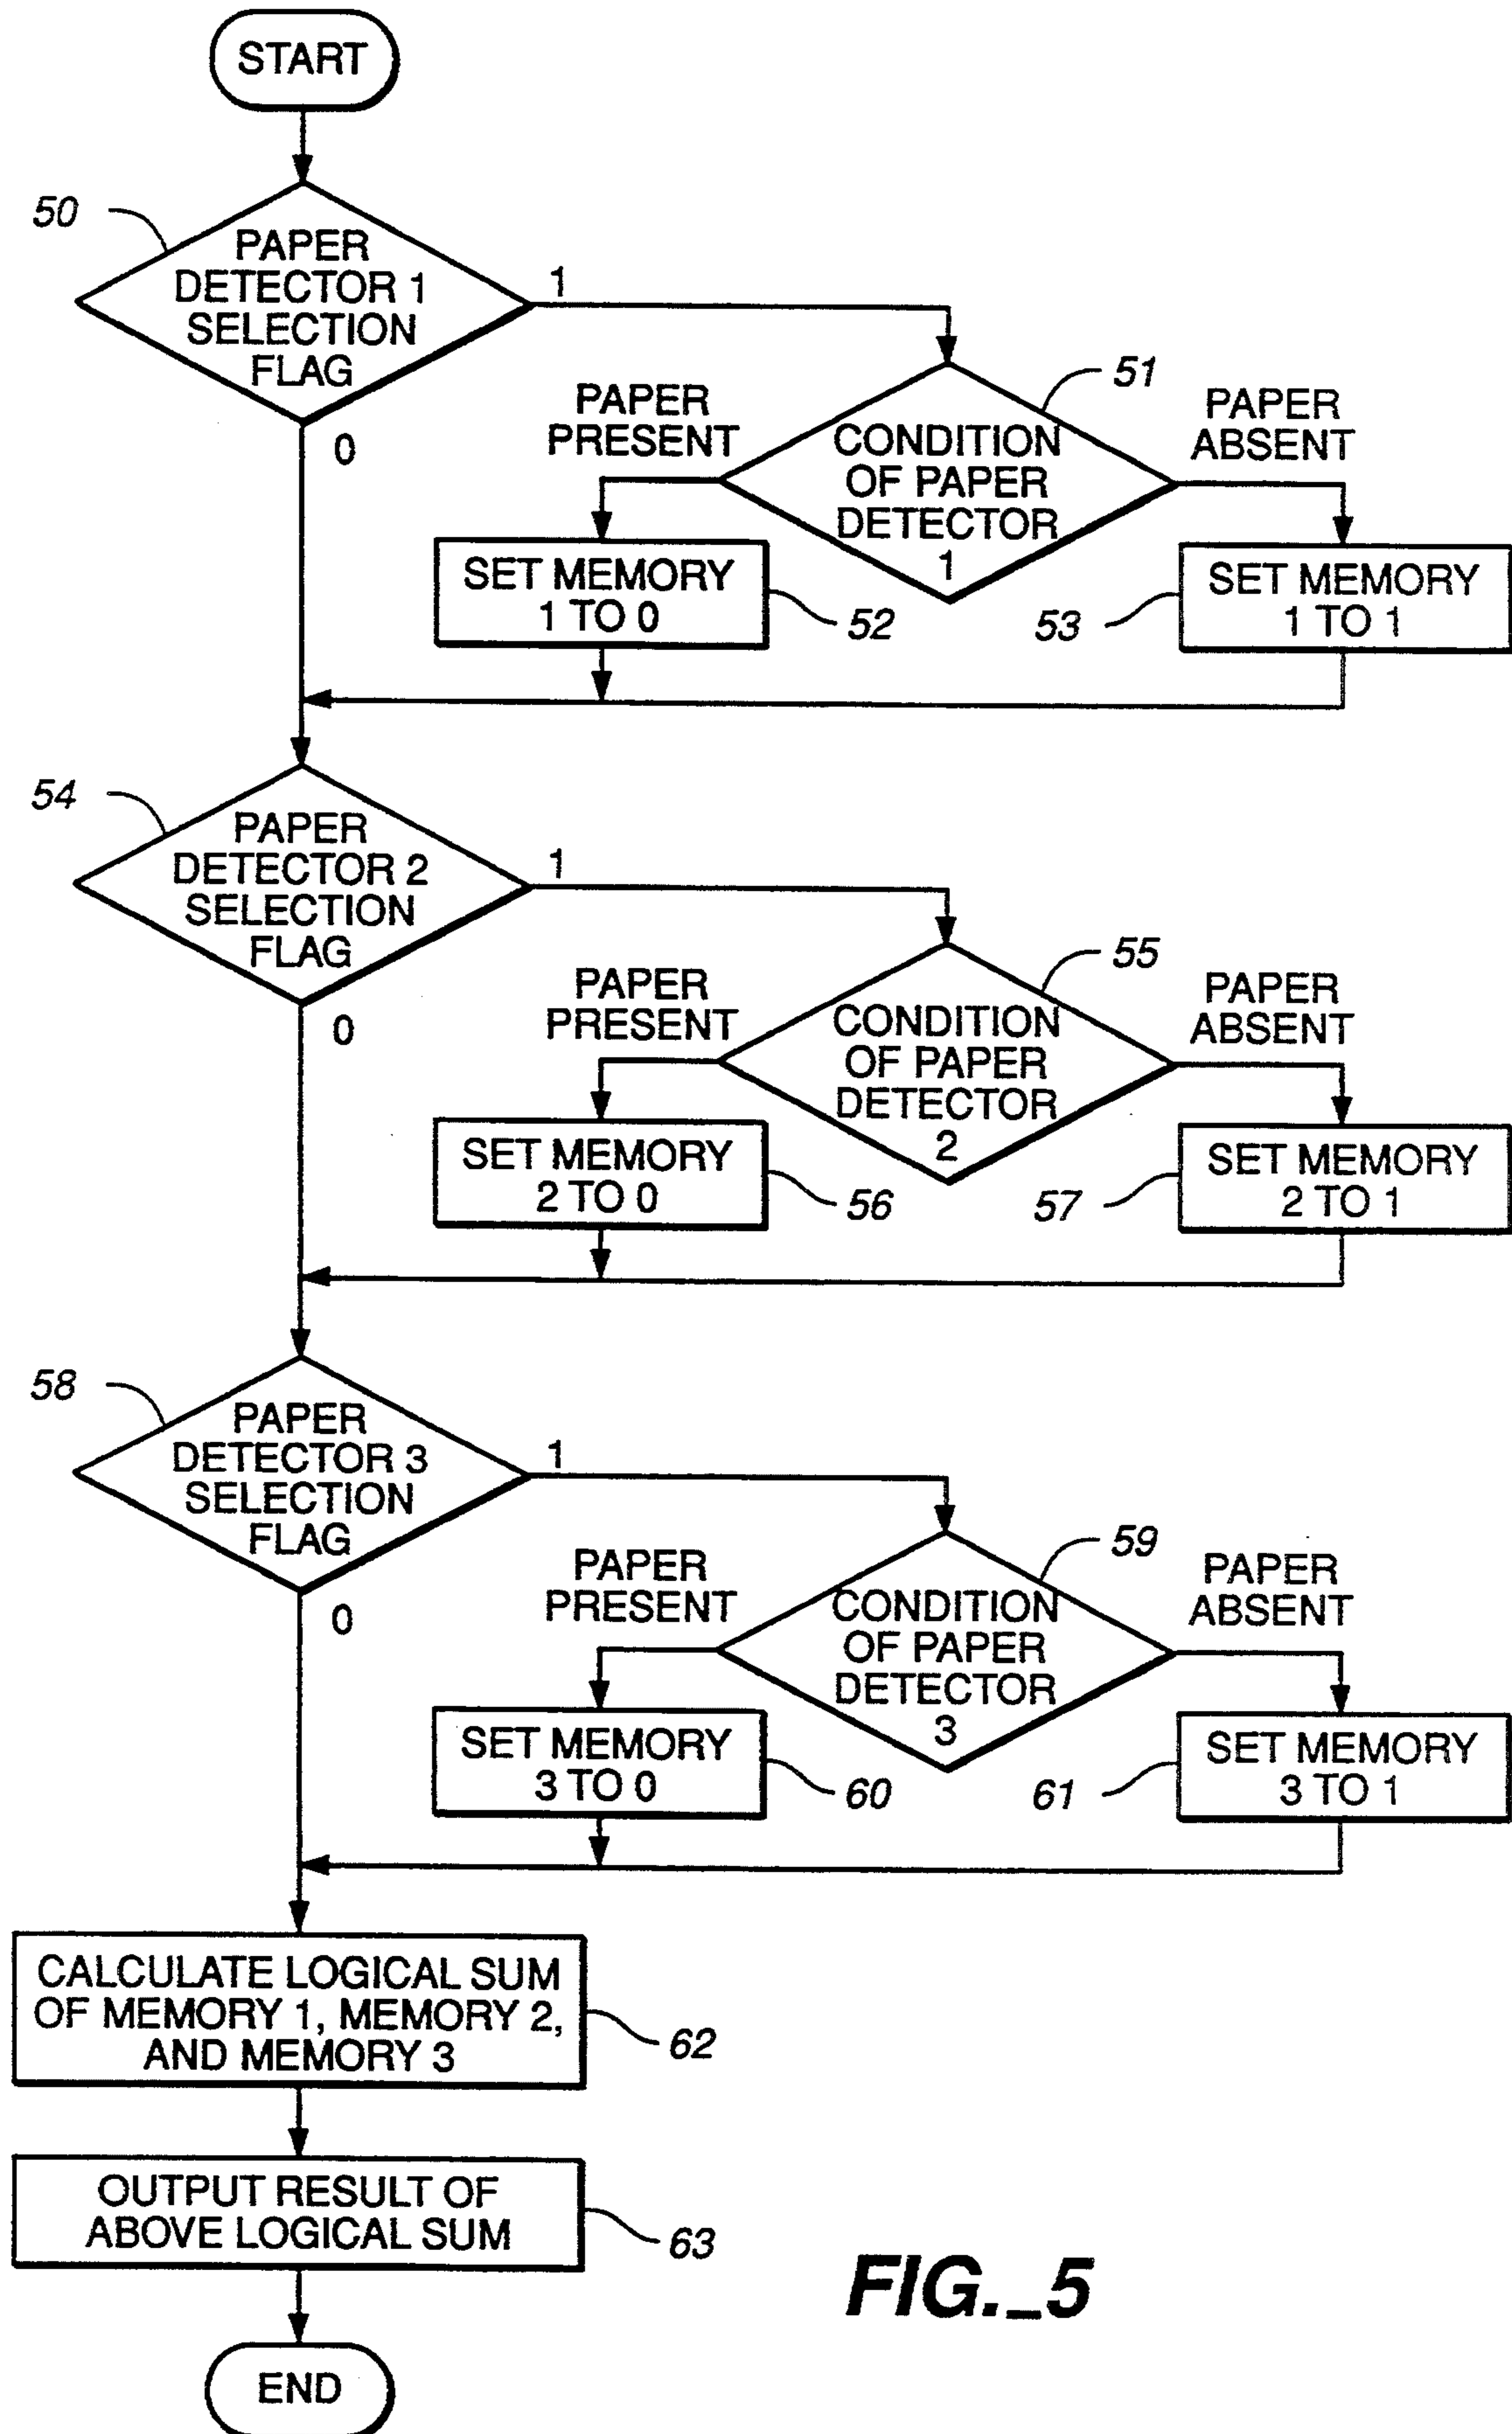 START
50
PAPER
DETECTOR 1
SELECTION
FLAG
1
0
51
PAPER
PRESENT
CONDITION
OF PAPER
DETECTOR
1
PAPER
ABSENT
SET MEMORY
1 TO 0
52
53
SET MEMORY
1 TO 1
54
PAPER
DETECTOR 2
SELECTION
FLAG
1
0
55
PAPER
PRESENT
CONDITION
OF PAPER
DETECTOR
2
PAPER
ABSENT
SET MEMORY
2 TO 0
56
57
SET MEMORY
2 TO 1
58
PAPER
DETECTOR 3
SELECTION
FLAG
1
0
59
PAPER
PRESENT
CONDITION
OF PAPER
DETECTOR
3
PAPER
ABSENT
SET MEMORY
3 TO 0
60
61
SET MEMORY
3 TO 1
CALCULATE LOGICAL SUM
OF MEMORY 1, MEMORY 2,
AND MEMORY 3
62
OUTPUT RESULT OF
ABOVE LOGICAL SUM
63
FIG._5
END